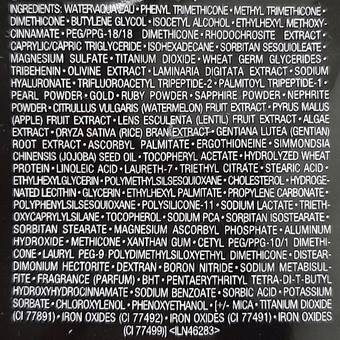 INGREDIENTS: WATER\AQUA\EAU • PHENYL TRIMETHICONE • METHYL TRIMETHICONE •
DIMETHICONE • BUTYLENE GLYCOL • ISOCETYL ALCOHOL • ETHYLHEXYL METHOXY-
CINNAMATE • PEG/PPG-18/18 DIMETHICONE • RHODOCHROSITE EXTRACT •
CAPRYLIC/CAPRIC TRIGLYCERIDE • ISOHEXADECANE • SORBITAN SESQUIOLEATE •
MAGNESIUM SULFATE • TITANIUM DIOXIDE • WHEAT GERM GLYCERIDES •
TRIBEHENIN • OLIVINE EXTRACT • LAMINARIA DIGITATA EXTRACT • SODIUM
HYALURONATE • TRIFLUOROACETYL TRIPEPTIDE-2 • PALMITOYL TRIPEPTIDE-1 •
PEARL POWDER • GOLD • RUBY POWDER • SAPPHIRE POWDER • NEPHRITE
POWDER • CITRULLUS VULGARIS (WATERMELON) FRUIT EXTRACT • PYRUS MALUS
(APPLE) FRUIT EXTRACT • LENS ESCULENTA (LENTIL) FRUIT EXTRACT • ALGAE
EXTRACT • ORYZA SATIVA (RICE) BRAN EXTRACT • GENTIANA LUTEA (GENTIAN)
ROOT EXTRACT • ASCORBYL PALMITATE • ERGOTHIONEINE • SIMMONDSIA
CHINENSIS (JOJOBA) SEED OIL • TOCOPHERYL ACETATE • HYDROLYZED WHEAT
PROTEIN • LINOLEIC ACID • LAURETH-7 • TRIETHYL CITRATE • STEARIC ACID •
ETHYLHEXYLGLYCERIN • POLYMETHYLSILSESQUIOXANE • CHOLESTEROL • HYDROGE-
NATED LECITHIN • GLYCERIN • ETHYLHEXYL PALMITATE • PROPYLENE CARBONATE •
POLYPHENYLSILSESQUIOXANE • POLYSILICONE-11 • SODIUM LACTATE • TRIETH-
OXYCAPRYLYLSILANE • TOCOPHEROL • SODIUM PCA • SORBITAN ISOSTEARATE •
SORBITAN STEARATE • MAGNESIUM ASCORBYL PHOSPHATE • ALUMINUM
HYDROXIDE • METHICONE • XANTHAN GUM • CETYL PEG/PPG-10/1 DIMETHI-
CONE • LAURYL PEG-9 POLYDIMETHYLSILOXYETHYL DIMETHICONE • DISTEAR-
DIMONIUM HECTORITE • DEXTRAN • BORON NITRIDE • SODIUM METABISUL-
FITE • FRAGRANCE (PARFUM) • BHT • PENTAERYTHRITYL TETRA-DI-T-BUTYL
HYDROXYHYDROCINNAMATE • SODIUM BENZOATE • SORBIC ACID • POTASSIUM
SORBATE • CHLOROXYLENOL • PHENOXYETHANOL • [+/- MICA • TITANIUM DIOXIDE
(CI 77891) • IRON OXIDES (CI 77492) • IRON OXIDES (CI 77491) • IRON OXIDES
(CI 77499)] <ILN46283>